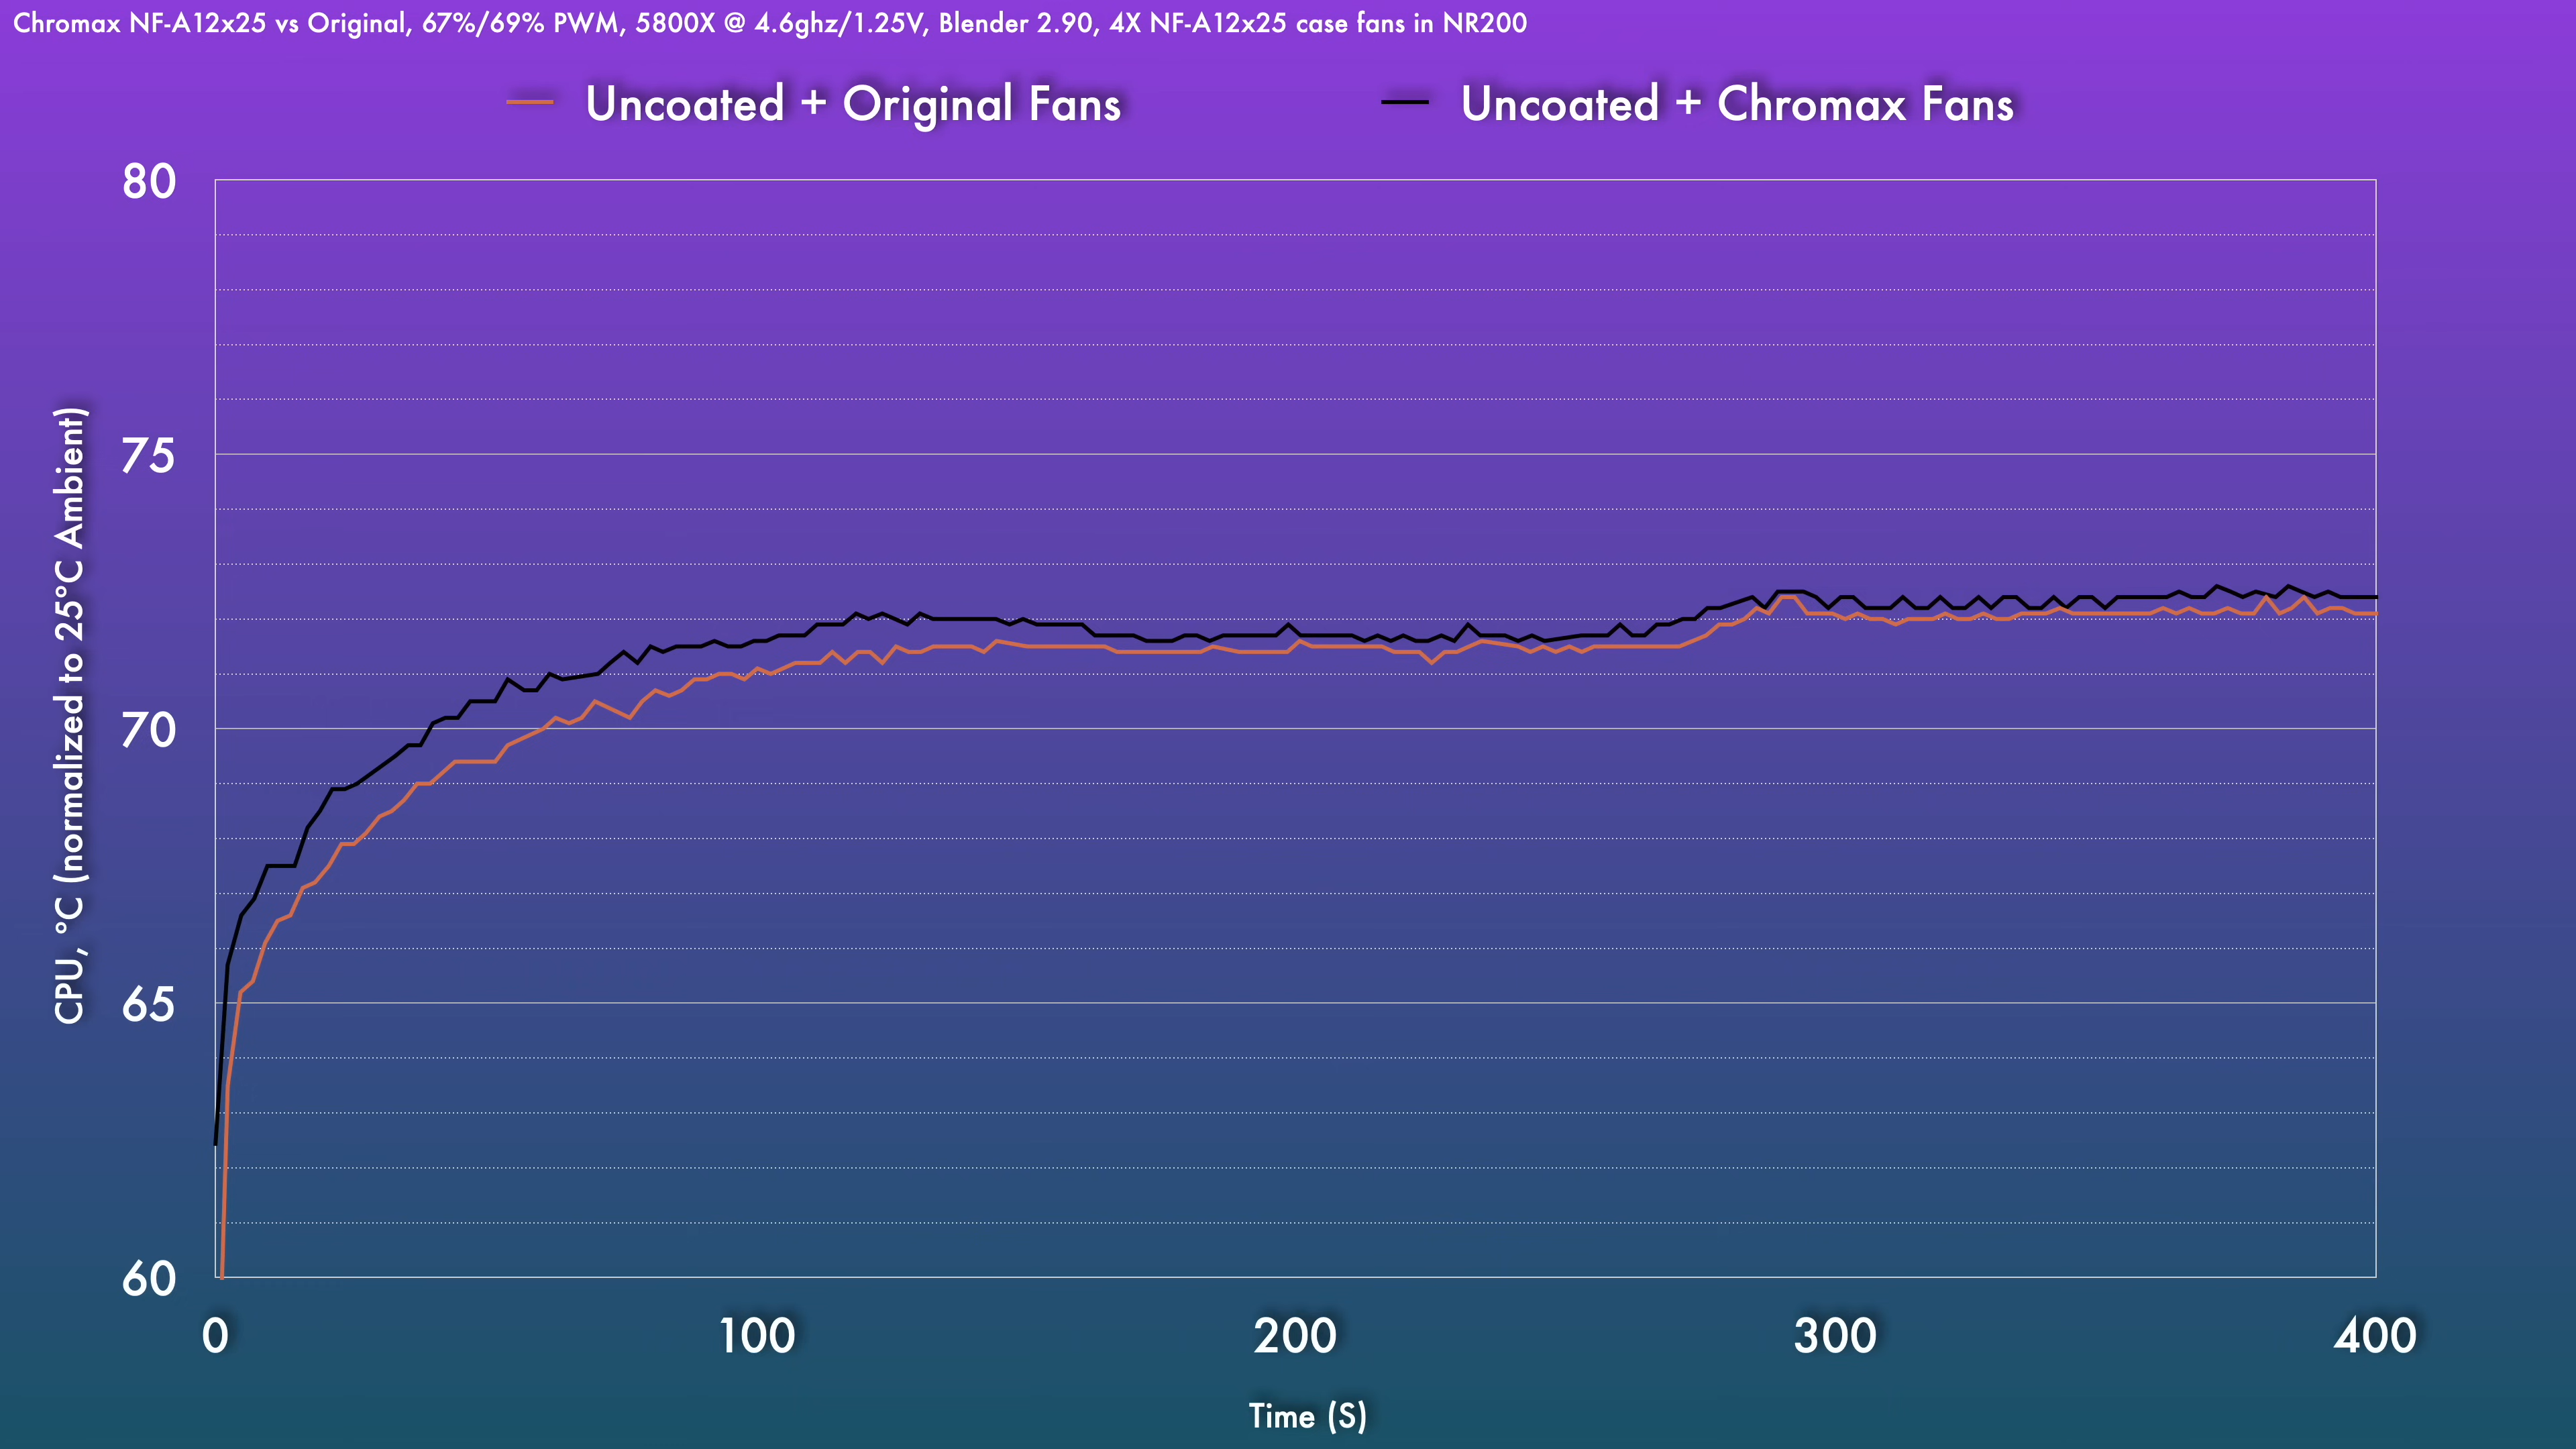 Chromax NF-A12x25 vs Original, 67%/69% PWM, 5800X @ 4.6ghz/1.25V, Blender 2.90, 4X NF-A12x25 case fans in NR200
Uncoated + Original Fans
Uncoated + Chromax Fans
80
75
70
65
60
CPU, °C (normalized to 25°C Ambient)
0
100
200
300
400
Time (S)